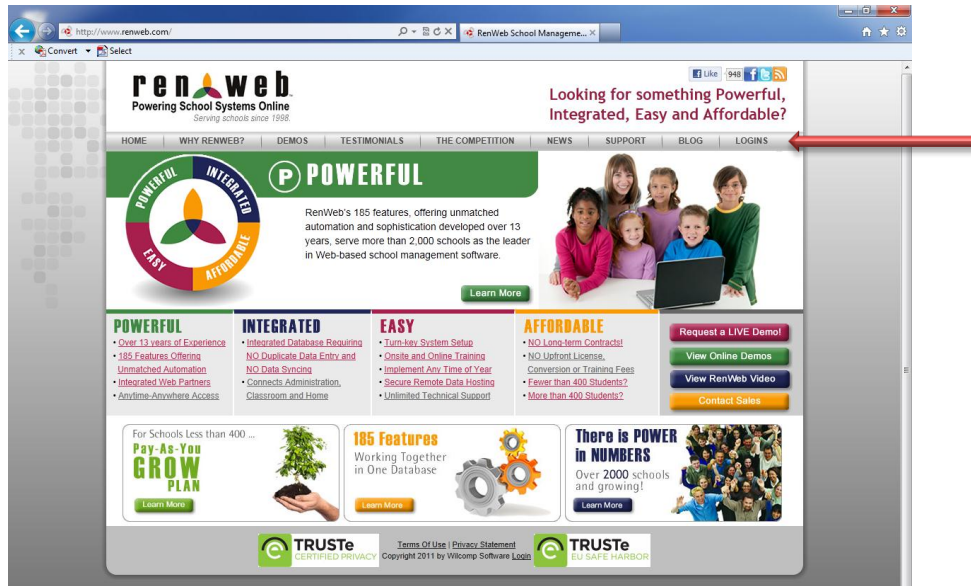 http://www.renweb.com/
RenWeb School Manageme...
x Convert Select
ren web
Powering School Systems Online
Serving schools since 1998.
Like 948
Looking for something Powerful,
Integrated, Easy and Affordable?
HOME WHY RENWEB? DEMOS TESTIMONIALS THE COMPETITION NEWS SUPPORT BLOG LOGINS
POWERFUL
INTEGRATED
EASY
AFFORDABLE
P POWERFUL
RenWeb's 185 features, offering unmatched
automation and sophistication developed over 13
years, serve more than 2,000 schools as the leader
in Web-based school management software.
Learn More
POWERFUL
• Over 13 years of Experience
• 185 Features Offering
Unmatched Automation
• Integrated Web Partners
• Anytime-Anywhere Access
INTEGRATED
• Integrated Database Requiring
NO Duplicate Data Entry and
NO Data Syncing
• Connects Administration,
Classroom and Home
EASY
• Turn-key System Setup
• Onsite and Online Training
• Implement Any Time of Year
• Secure Remote Data Hosting
• Unlimited Technical Support
AFFORDABLE
• NO Long-term Contracts!
• NO Upfront License,
Conversion or Training Fees
• Fewer than 400 Students?
• More than 400 Students?
Request a LIVE Demo!
View Online Demos
View RenWeb Video
Contact Sales
For Schools Less than 400 ...
Pay-As-You
GROW
PLAN
Learn More
185 Features
Working Together
in One Database
Learn More
There is POWER
in NUMBERS
Over 2000 schools
and growing!
Learn More
TRUSTe
CERTIFIED PRIVACY
Terms Of Use | Privacy Statement
Copyright 2011 by Wilcomp Software Login
TRUSTe
EU SAFE HARBOR